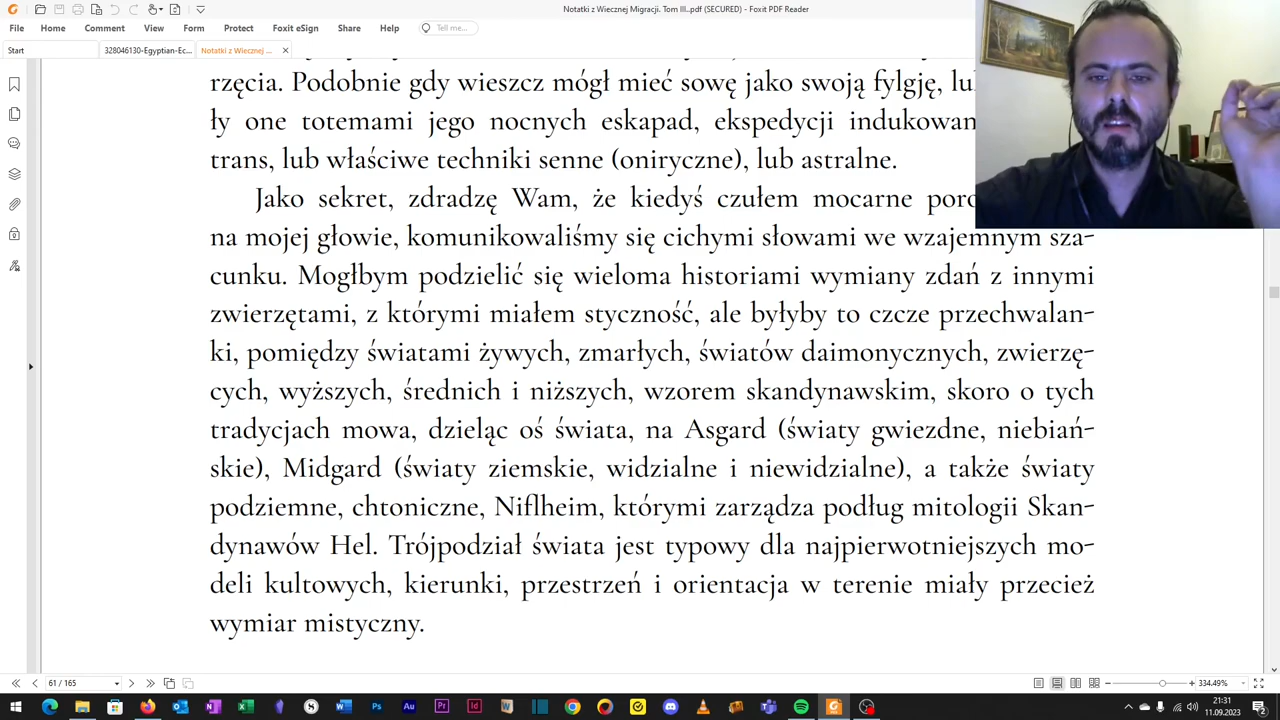 Notatki z Wiecznej Migracji. Tom III..pdf (SECURED) - Foxit PDF Reader
File Home Comment View Form Protect Foxit eSign Share Help Tell me...
Start 328046130-Egyptian-Ec... Notatki z Wiecznej ...
rzęcia. Podobnie gdy wieszcz mógł mieć sowę jako swoją fylgję,
ły one totemami jego nocnych eskapad, ekspedycji indukowan
trans, lub właściwe techniki senne (oniryczne), lub astralne.
Jako sekret, zdradzę Wam, że kiedyś czułem mocarne
na mojej głowie, komunikowaliśmy się cichymi słowami we wzajemnym sza-
cunku. Mogłbym podzielić się wieloma historiami wymiany zdań z innymi
zwierzętami, z którymi miałem styczność, ale byłyby to czcze przechwalan-
ki, pomiędzy światami żywych, zmarłych, światów daimonycznych, zwierzę-
cych, wyższych, średnich i niższych, wzorem skandynawskim, skoro o tych
tradycjach mowa, dzieląc oś świata, na Asgard (światy gwiezdne, niebiań-
skie), Midgard (światy ziemskie, widzialne i niewidzialne), a także światy
podziemne, chtoniczne, Niflheim, którymi zarządza podług mitologii Skan-
dynawów Hel. Trójpodział świata jest typowy dla najpierwotniejszych mo-
deli kultowych, kierunki, przestrzeń i orientacja w terenie miały przecież
wymiar mistyczny.
61 / 165
334.49%
21:31
11.09.2023